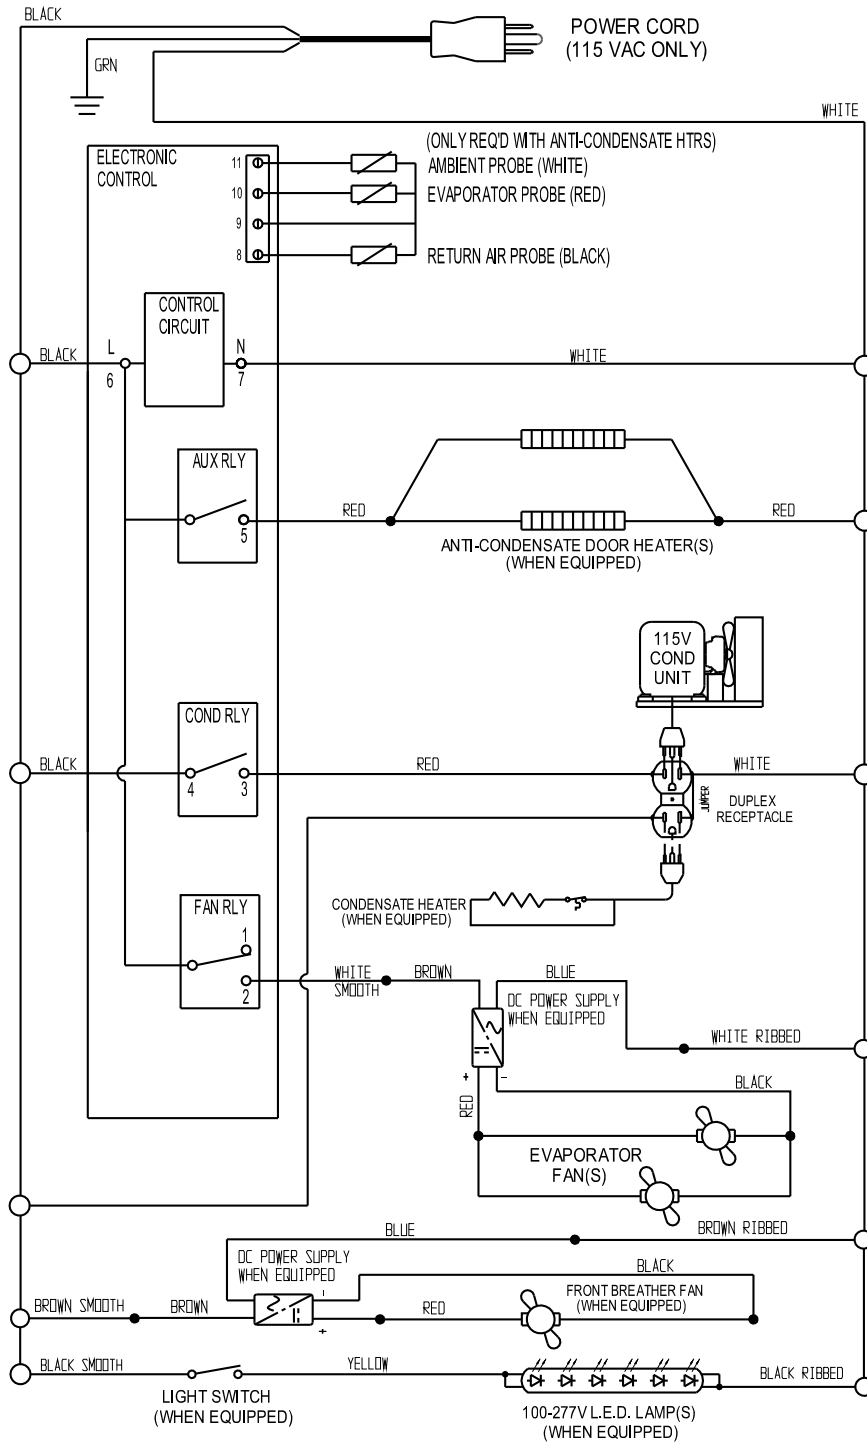 BLACK
POWER CORD
(115 VAC ONLY)
GRN
WHITE
ELECTRONIC
CONTROL
(ONLY REQ'D WITH ANTI-CONDENSATE HTRS)
11
AMBIENT PROBE (WHITE)
10
EVAPORATOR PROBE (RED)
9
8
RETURN AIR PROBE (BLACK)
CONTROL
CIRCUIT
BLACK
L
N
WHITE
6
7
AUX RLY
RED
RED
5
ANTI-CONDENSATE DOOR HEATER(S)
(WHEN EQUIPPED)
115V
COND
UNIT
COND RLY
BLACK
RED
WHITE
4
3
JUMPER
DUPLEX
RECEPTACLE
FAN RLY
CONDENSATE HEATER
(WHEN EQUIPPED)
1
2
WHITE
SMOOTH
BROWN
BLUE
DC POWER SUPPLY
WHEN EQUIPPED
WHITE RIBBED
+
-
RED
BLACK
EVAPORATOR
FAN(S)
BLUE
BROWN RIBBED
DC POWER SUPPLY
WHEN EQUIPPED
-
BLACK
BROWN SMOOTH
BROWN
+
RED
FRONT BREATHER FAN
(WHEN EQUIPPED)
BLACK SMOOTH
YELLOW
BLACK RIBBED
LIGHT SWITCH
(WHEN EQUIPPED)
100-277V L.E.D. LAMP(S)
(WHEN EQUIPPED)